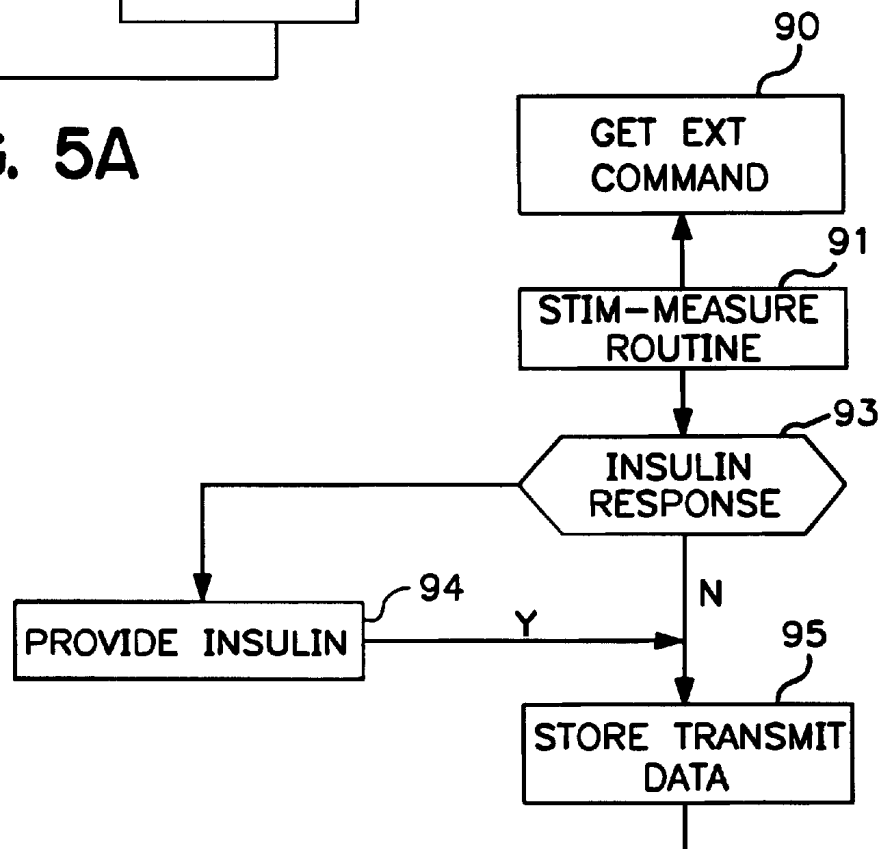 90
GET EXT
COMMAND
G. 5A
91
STIM-MEASURE
ROUTINE
93
INSULIN
RESPONSE
94
N
PROVIDE INSULIN
Y
95
STORE TRANSMIT
DATA